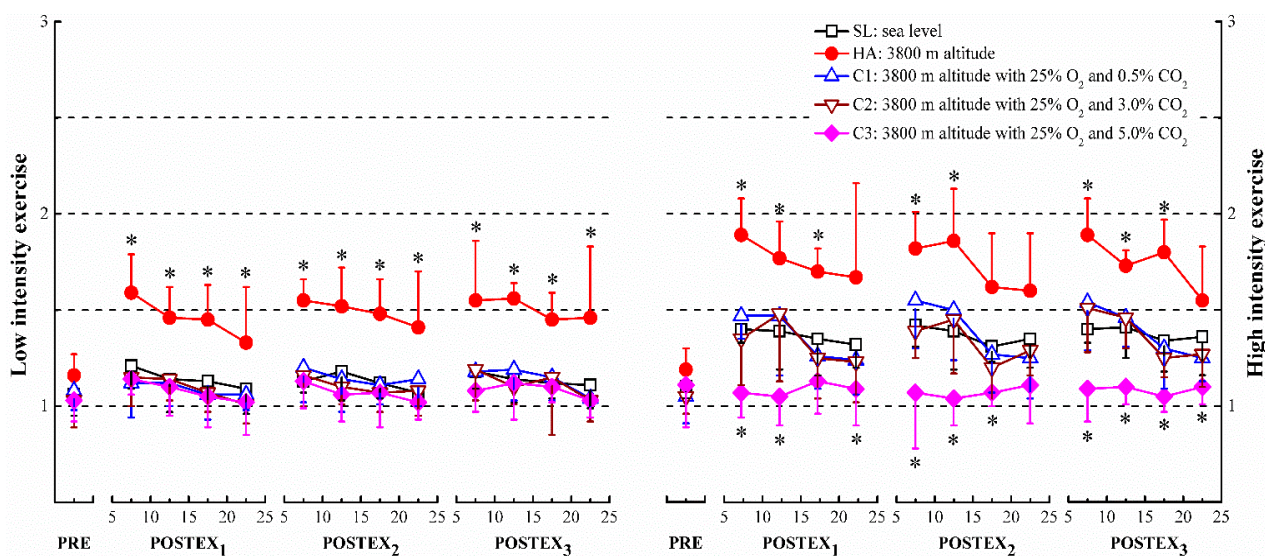 SL: sea level
HA: 3800 m altitude
C1: 3800 m altitude with 25% O2 and 0.5% CO2
C2: 3800 m altitude with 25% O2 and 3.0% CO2
C3: 3800 m altitude with 25% O2 and 5.0% CO2
Low intensity exercise
3
2
1
* * * *
* * * *
* * * *
* * * *
* *
* * *
* * *
* *
* * * *
High intensity exercise
3
2
1
5 10 15 20 25
5 10 15 20 25
5 10 15 20 25
5 10 15 20 25
5 10 15 20 25
5 10 15 20 25
PRE POSTEX1 POSTEX2 POSTEX3
PRE POSTEX1 POSTEX2 POSTEX3